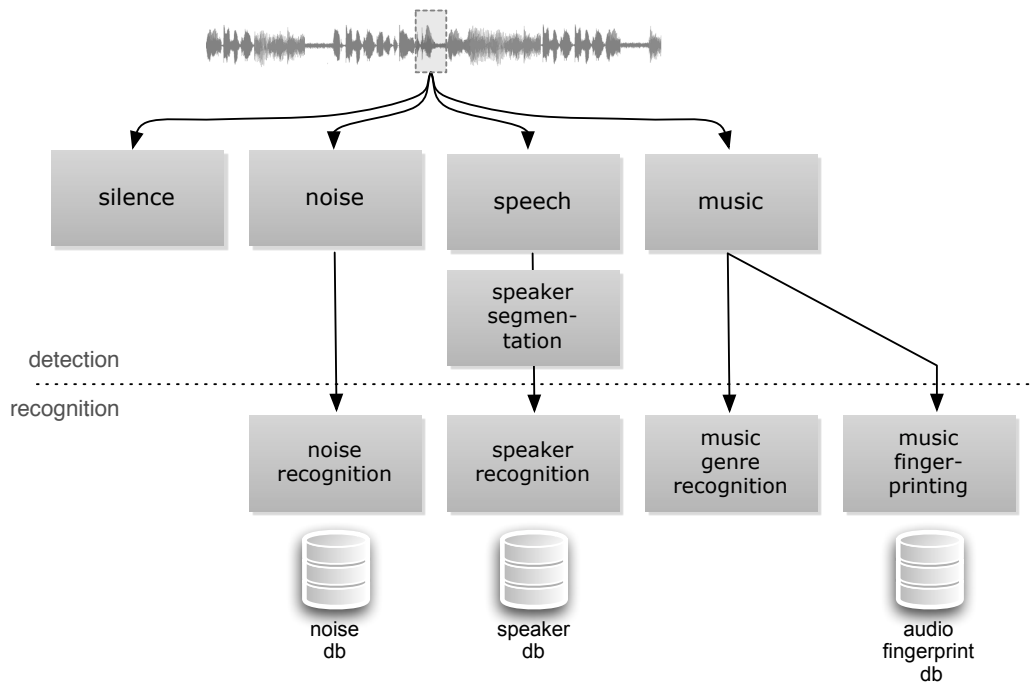 silence
noise
speech
music
speaker
segmen-
tation
detection
recognition
noise
recognition
speaker
recognition
music
genre
recognition
music
finger-
printing
noise
db
speaker
db
audio
fingerprint
db